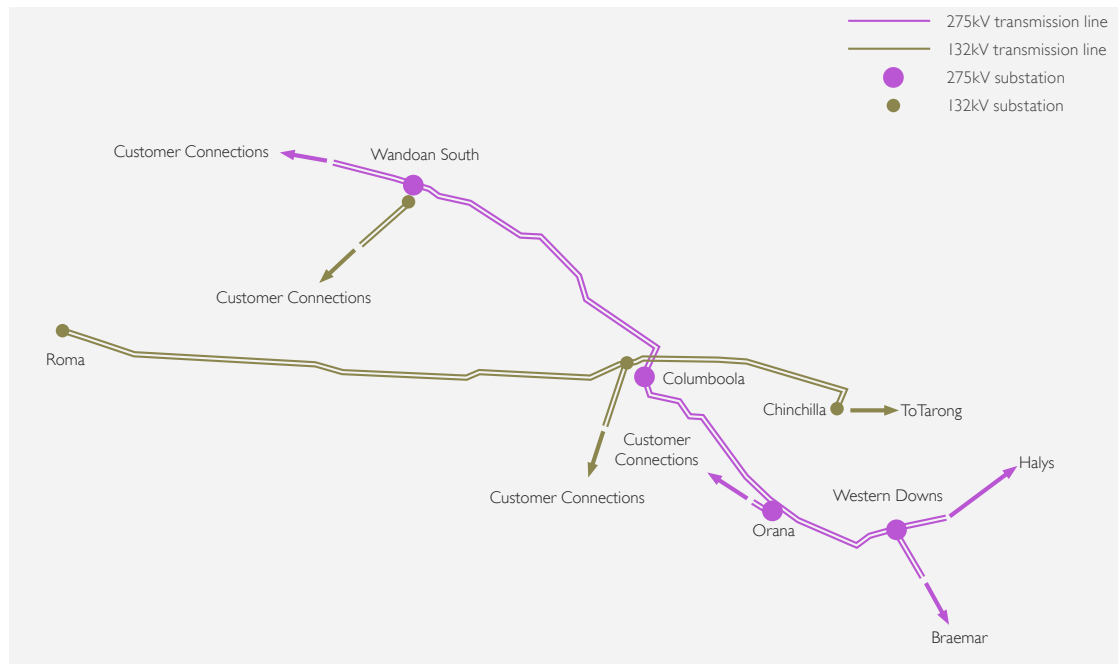 275kV transmission line
132kV transmission line
275kV substation
132kV substation
Customer Connections
Wandoan South
Customer Connections
Roma
Columboola
Chinchilla
ToTarong
Customer
Connections
Halys
Customer Connections
Western Downs
Orana
Braemar